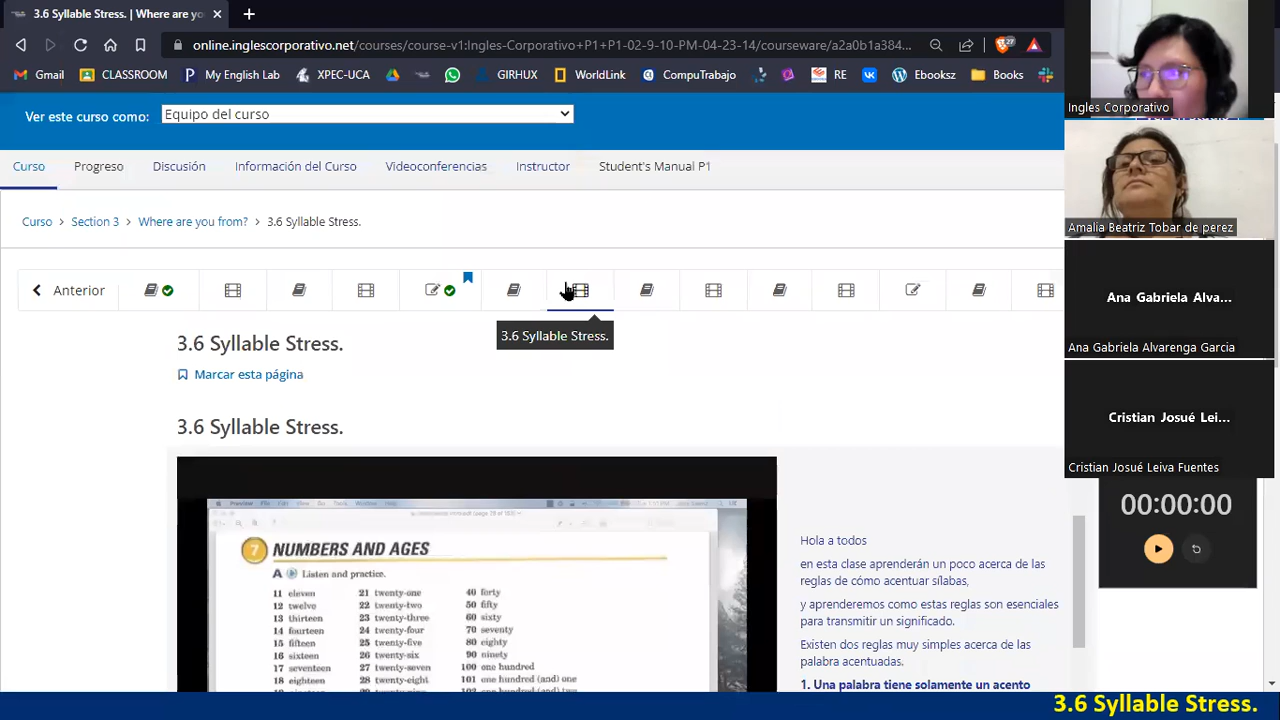 3.6 Syllable Stress. | Where are yo
online.inglescorporativo.net/courses/course-v1:Ingles-Corporativo+P1+P1-02-9-10-PM-04-23-14/courseware/a2a0b1a384...
27
Gmail
CLASSROOM
My English Lab
XPEC-UCA
GIRHUX
WorldLink
CompuTrabajo
RE
Ebooksz
Books
Ver este curso como:
Equipo del curso
Curso
Progreso
Discusión
Información del Curso
Videoconferencias
Instructor
Student's Manual P1
Curso > Section 3 > Where are you from? > 3.6 Syllable Stress.
Anterior
3.6 Syllable Stress.
3.6 Syllable Stress.
Marcar esta página
3.6 Syllable Stress.
7 NUMBERS AND AGES
A Listen and practice.
11 eleven 21 twenty-one 40 forty
12 twelve 22 twenty-two 50 fifty
13 thirteen 23 twenty-three 60 sixty
14 fourteen 24 twenty-four 70 seventy
15 fifteen 25 twenty-five 80 eighty
16 sixteen 26 twenty-six 90 ninety
17 seventeen 27 twenty-seven 100 one hundred
18 eighteen 28 twenty-eight 101 one hundred (and) one
Hola a todos
en esta clase aprenderán un poco acerca de las
reglas de cómo acentuar sílabas,
y aprenderemos como estas reglas son esenciales
para transmitir un significado.
Existen dos reglas muy simples acerca de las
palabra acentuadas.
1. Una palabra tiene solamente un acento
Ingles Corporativo
Amalia Beatriz Tobar de perez
Ana Gabriela Alva...
Ana Gabriela Alvarenga Garcia
Cristian Josué Lei...
Cristian Josué Leiva Fuentes
00:00:00
3.6 Syllable Stress.